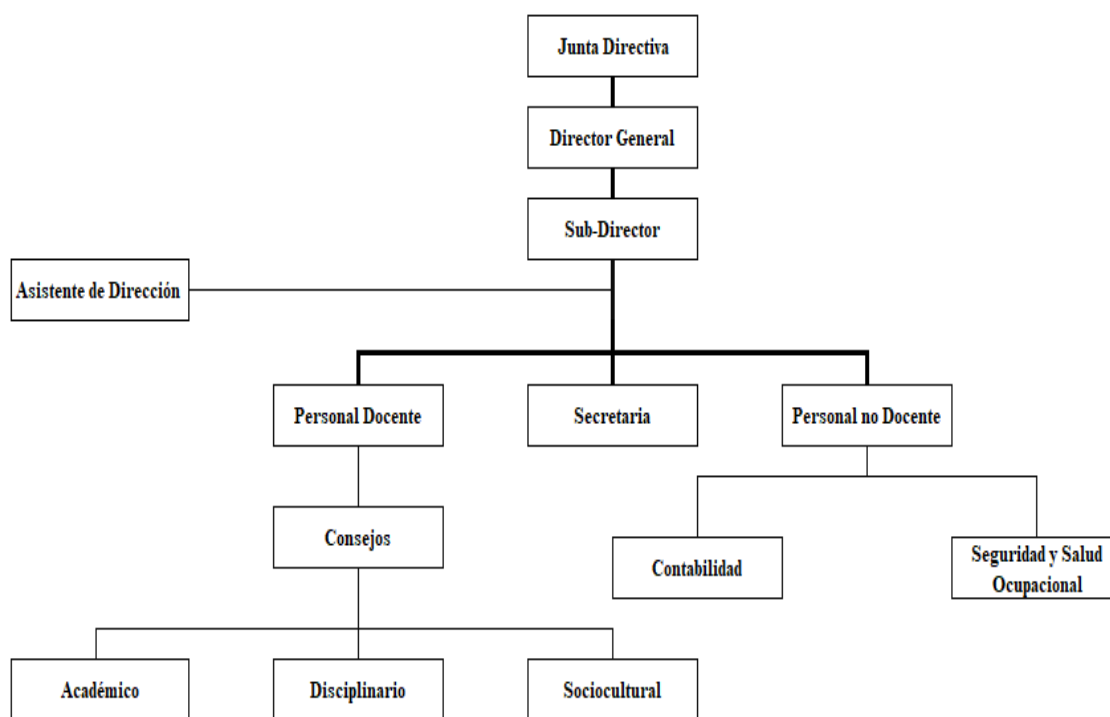 Junta Directiva
Director General
Sub-Director
Asistente de Dirección
Personal Docente
Secretaria
Personal no Docente
Consejos
Contabilidad
Seguridad y Salud
Ocupacional
Académico
Disciplinario
Sociocultural